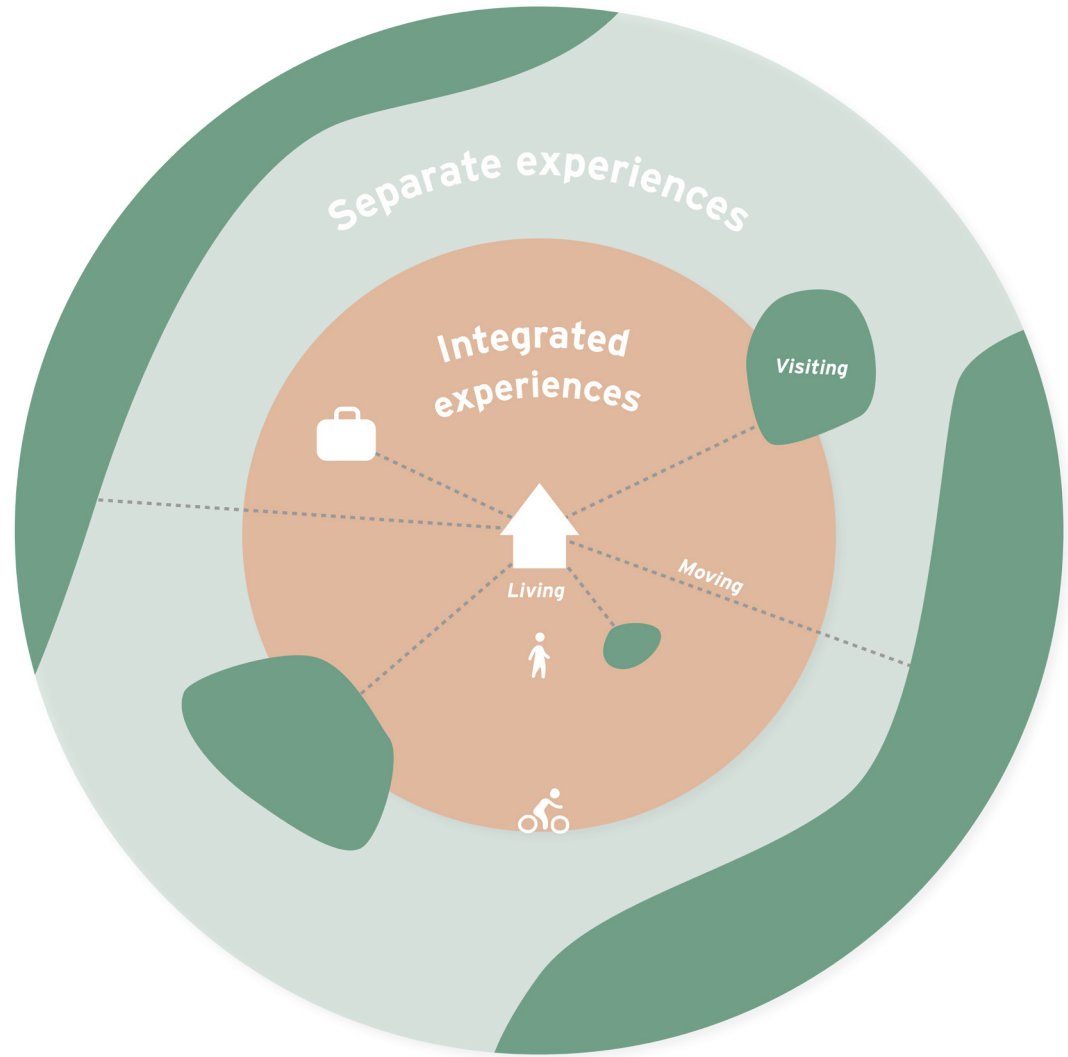 Separate experiences
Integrated
experiences
Visiting
Living
Moving